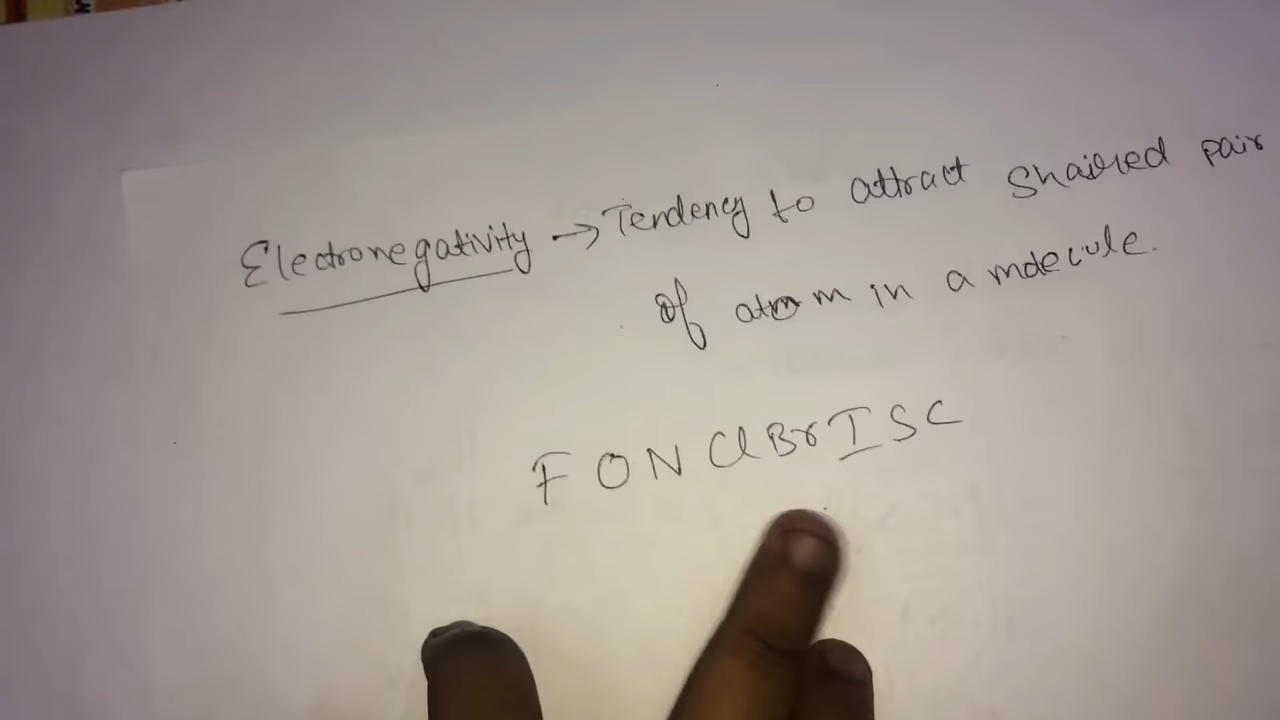 Electronegativity → Tendency to attract Shaired pair
of atom in a molecule.
F O N Cl Br I S C